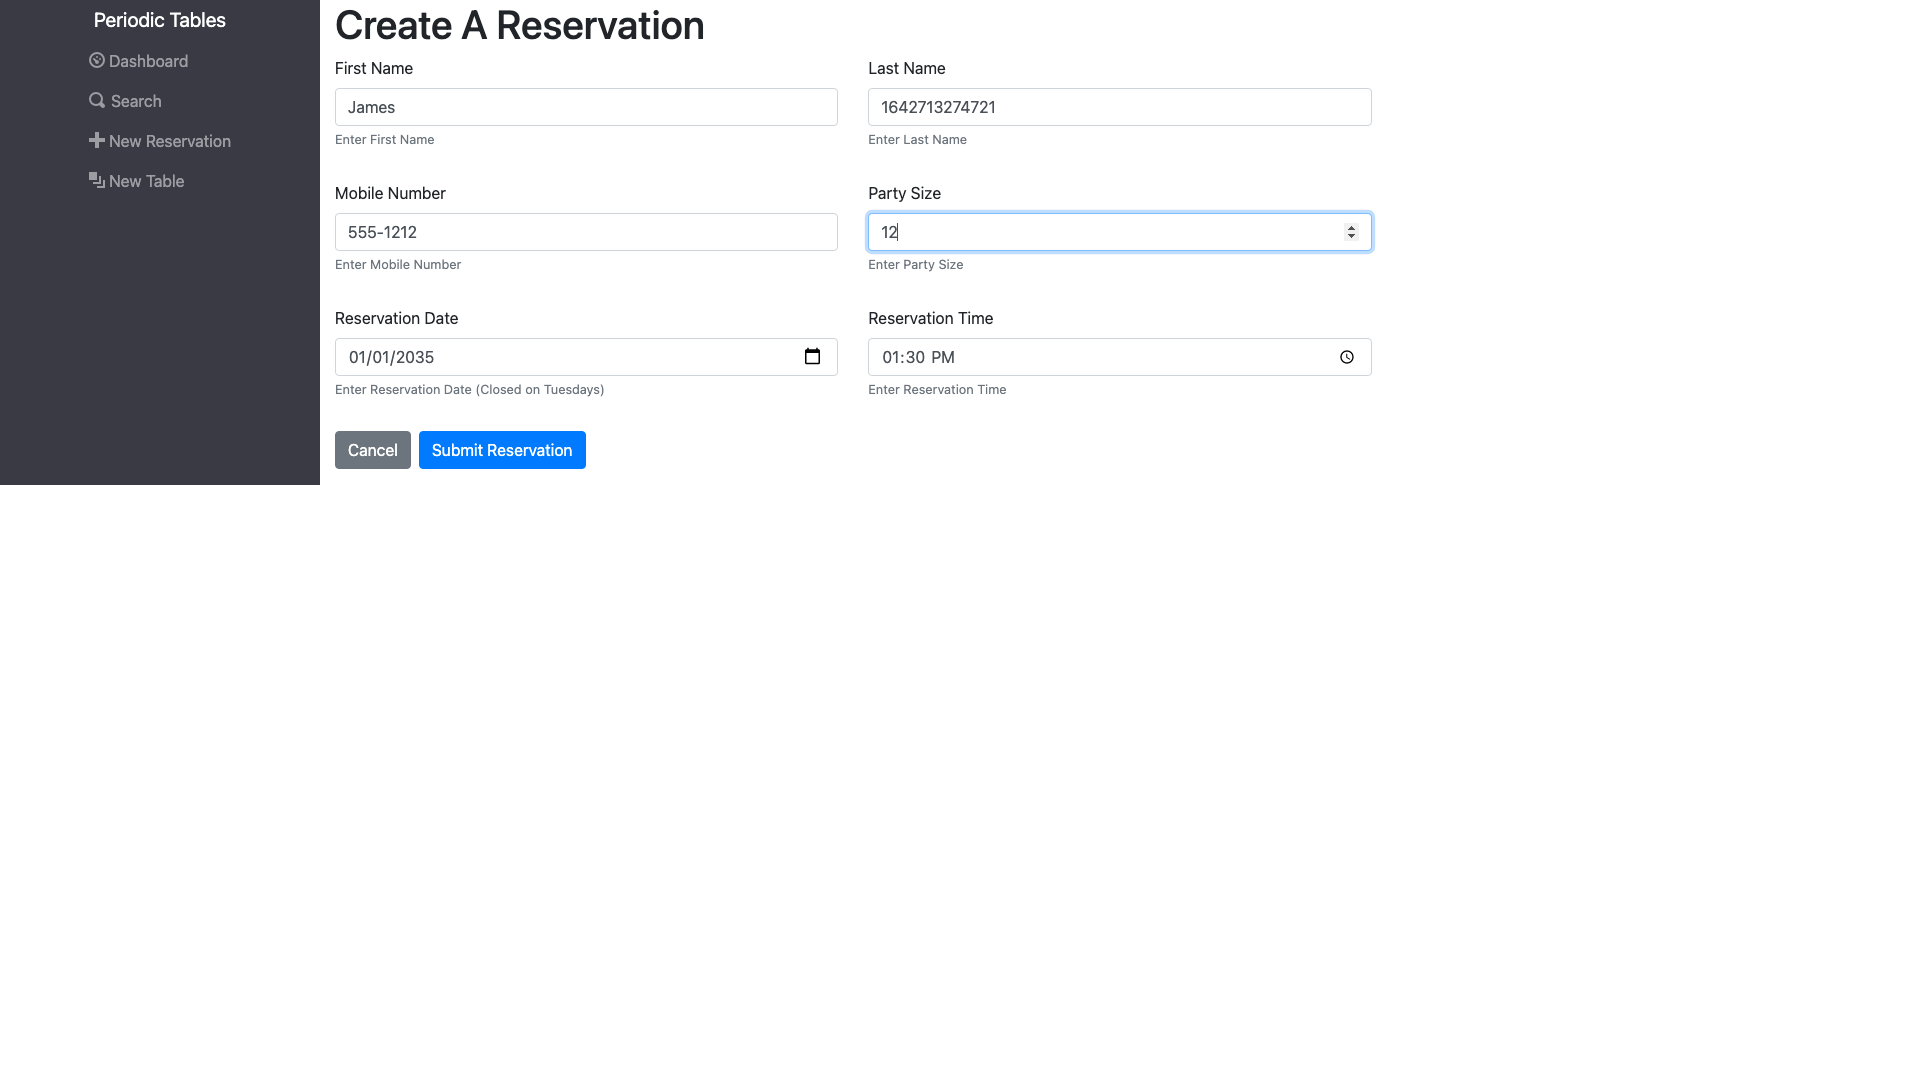 Periodic Tables
Dashboard
Search
New Reservation
New Table
Create A Reservation
First Name
James
Enter First Name
Last Name
1642713274721
Enter Last Name
Mobile Number
555-1212
Enter Mobile Number
Party Size
12
Enter Party Size
Reservation Date
01/01/2035
Enter Reservation Date (Closed on Tuesdays)
Reservation Time
01:30 PM
Enter Reservation Time
Cancel
Submit Reservation